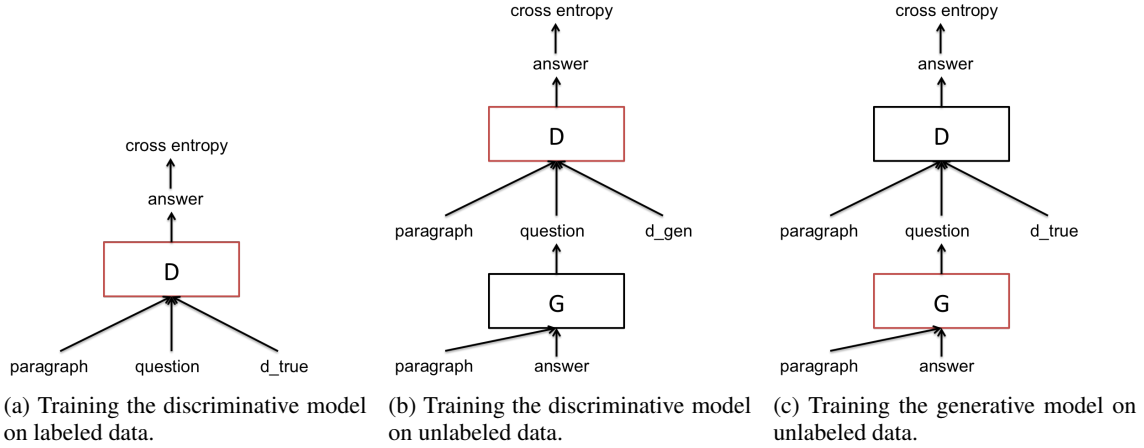 cross entropy
answer
D
paragraph question d_true
(a) Training the discriminative model
on labeled data.
cross entropy
answer
D
paragraph question d_gen
G
paragraph answer
(b) Training the discriminative model
on unlabeled data.
cross entropy
answer
D
paragraph question d_true
G
paragraph answer
(c) Training the generative model on
unlabeled data.